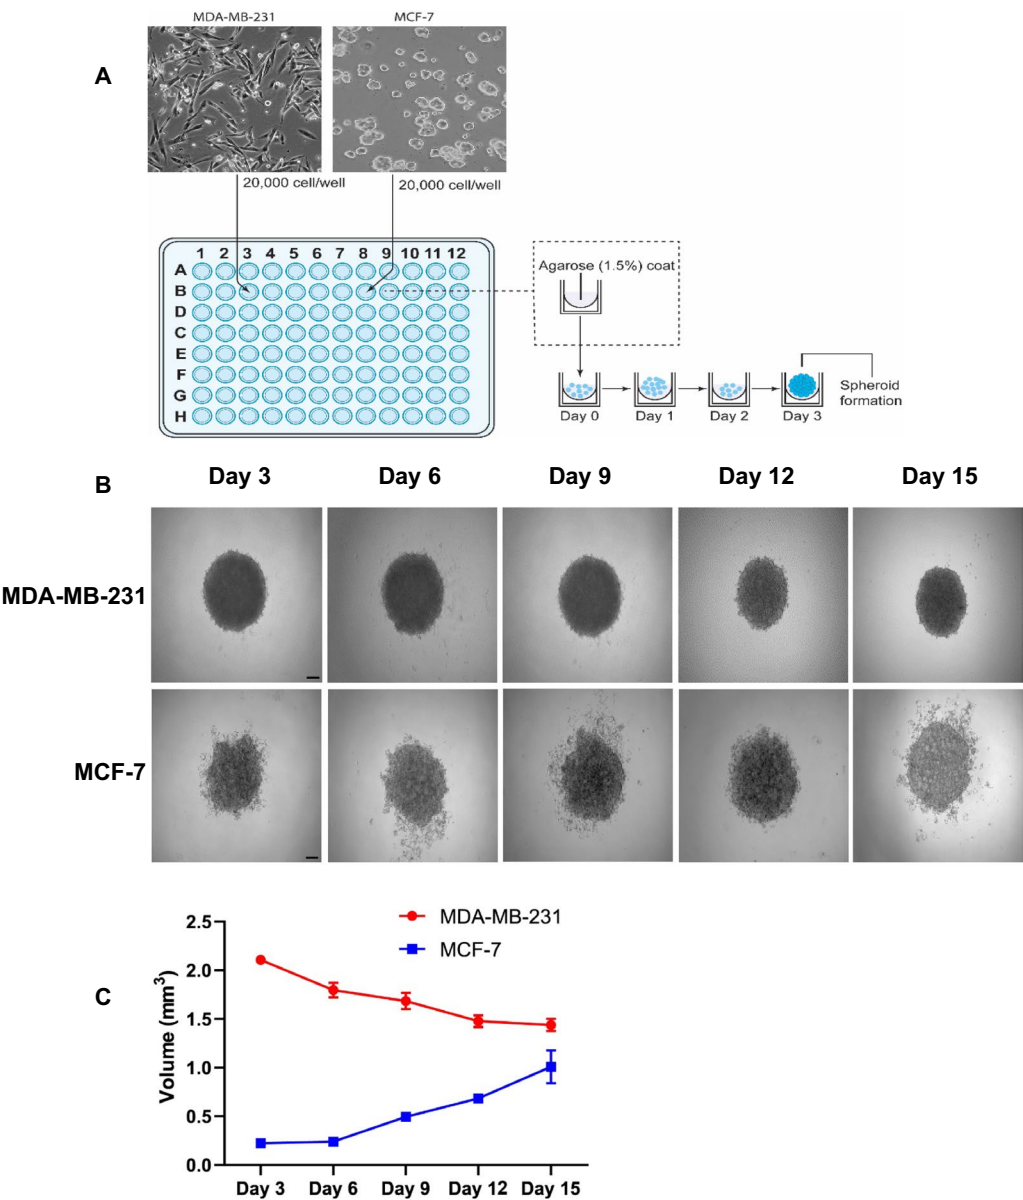 MDA-MB-231 MCF-7
A
20,000 cell/well 20,000 cell/well
1 2 3 4 5 6 7 8 9 10 11 12
A
B
D
C
E
F
G
H
Agarose (1.5%) coat
Day 0 Day 1 Day 2 Day 3
Spheroid
formation
B
Day 3 Day 6 Day 9 Day 12 Day 15
MDA-MB-231
MCF-7
C
MDA-MB-231
MCF-7
Volume (mm3)
2.5
2.0
1.5
1.0
0.5
0.0
Day 3 Day 6 Day 9 Day 12 Day 15